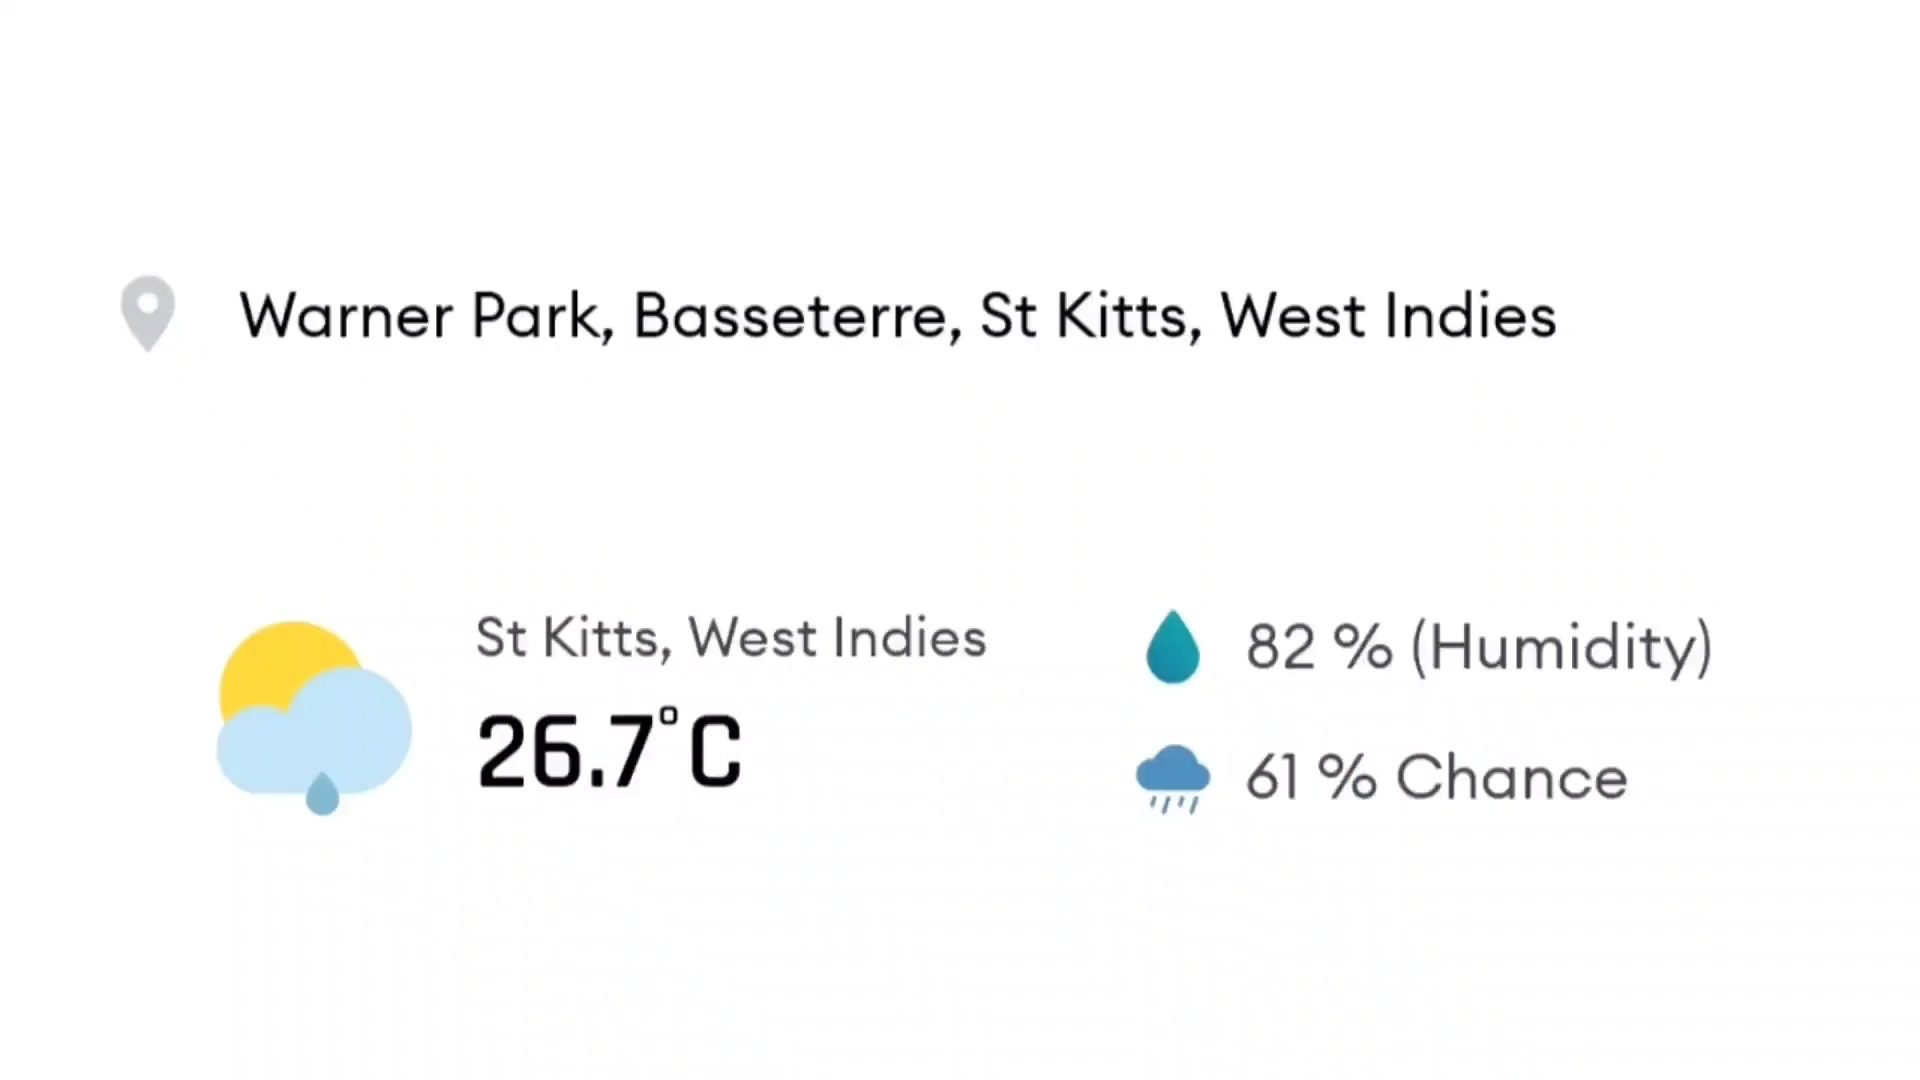 Warner Park, Basseterre, St Kitts, West Indies
St Kitts, West Indies
26.7°C
82 % (Humidity)
61 % Chance